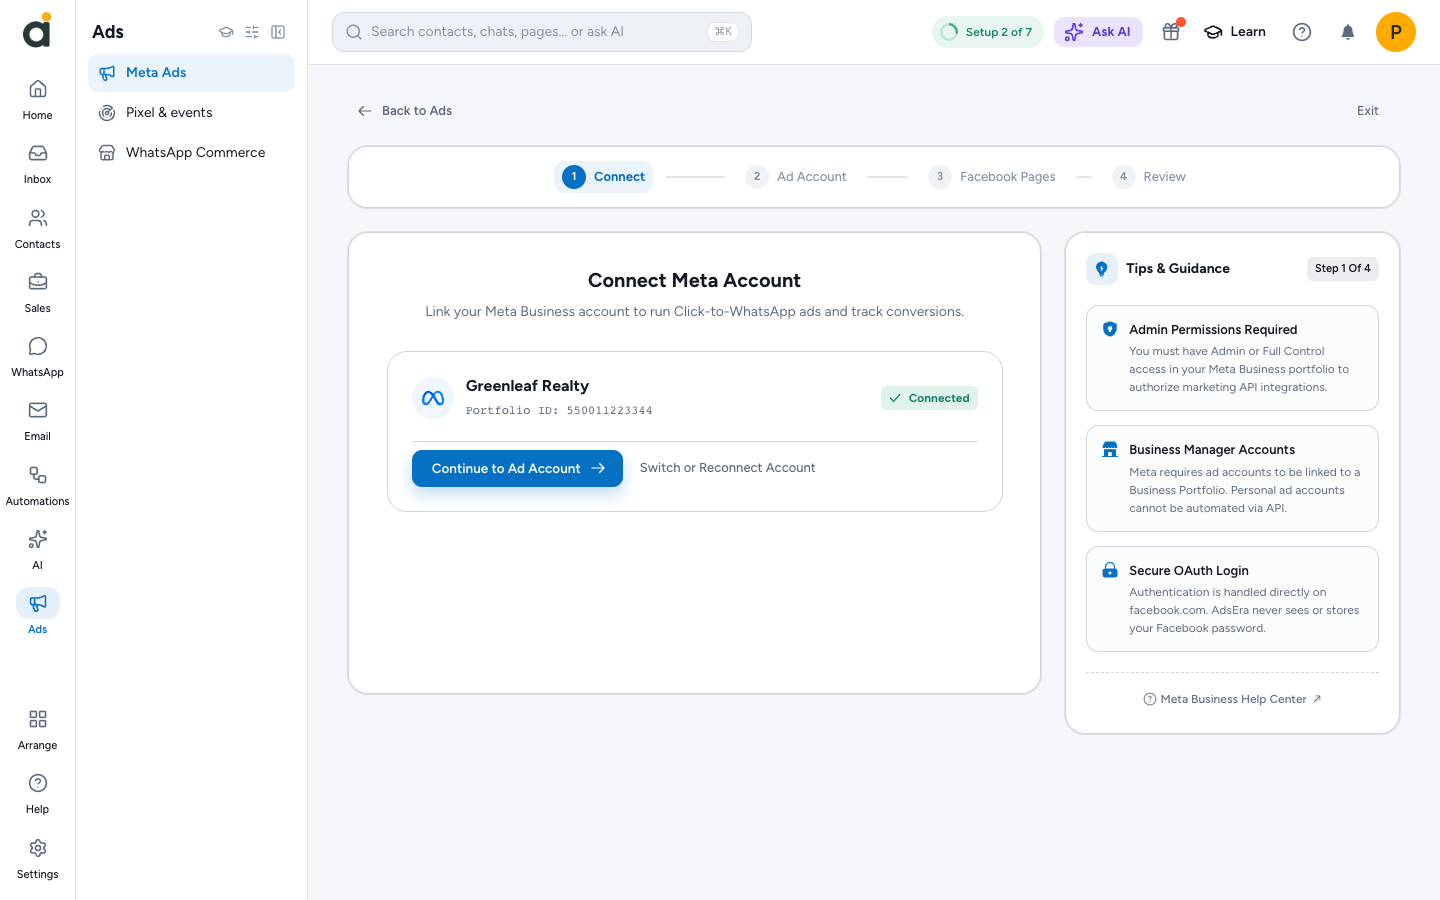 Ads
Search contacts, chats, pages... or ask AI
⌘K
Setup 2 of 7
Ask AI
Learn
P
Home
Inbox
Contacts
Sales
WhatsApp
Email
Automations
AI
Ads
Arrange
Help
Settings
Meta Ads
Pixel & events
WhatsApp Commerce
Back to Ads
Exit
1 Connect
2 Ad Account
3 Facebook Pages
4 Review
Connect Meta Account
Link your Meta Business account to run Click-to-WhatsApp ads and track conversions.
Greenleaf Realty
Portfolio ID: 550011223344
Connected
Continue to Ad Account
Switch or Reconnect Account
Tips & Guidance
Step 1 Of 4
Admin Permissions Required
You must have Admin or Full Control
access in your Meta Business portfolio to
authorize marketing API integrations.
Business Manager Accounts
Meta requires ad accounts to be linked to a
Business Portfolio. Personal ad accounts
cannot be automated via API.
Secure OAuth Login
Authentication is handled directly on
facebook.com. AdsEra never sees or stores
your Facebook password.
Meta Business Help Center ↗